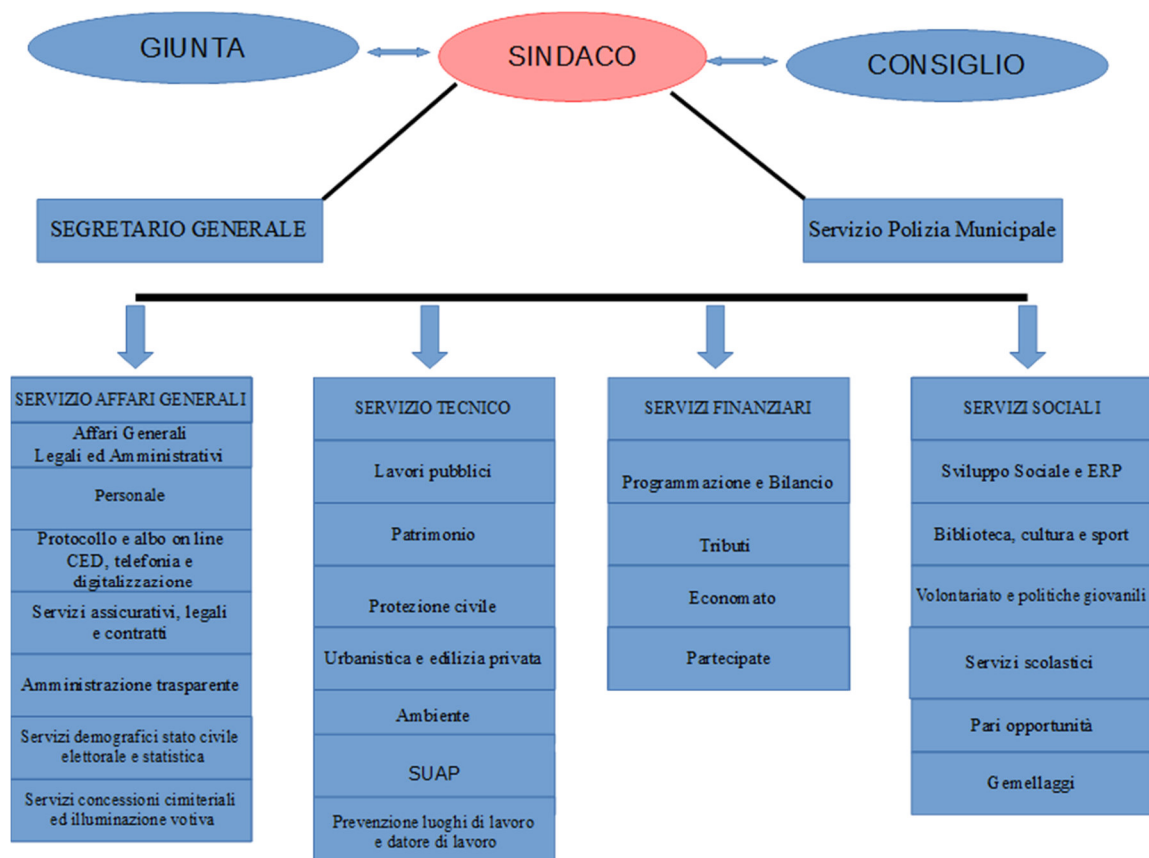 GIUNTA
SINDACO
CONSIGLIO
SEGRETARIO GENERALE
Servizio Polizia Municipale
SERVIZIO AFFARI GENERALI
Affari Generali
Legali ed Amministrativi
Personale
Protocollo e albo on line
CED, telefonia e
digitalizzazione
Servizi assicurativi, legali
e contratti
Amministrazione trasparente
Servizi demografici stato civile
elettorale e statistica
Servizi concessioni cimiteriali
ed illuminazione votiva
SERVIZIO TECNICO
Lavori pubblici
Patrimonio
Protezione civile
Urbanistica e edilizia privata
Ambiente
SUAP
Prevenzione luoghi di lavoro
e datore di lavoro
SERVIZI FINANZIARI
Programmazione e Bilancio
Tributi
Economato
Partecipate
SERVIZI SOCIALI
Sviluppo Sociale e ERP
Biblioteca, cultura e sport
Volontariato e politiche giovanili
Servizi scolastici
Pari opportunità
Gemellaggi